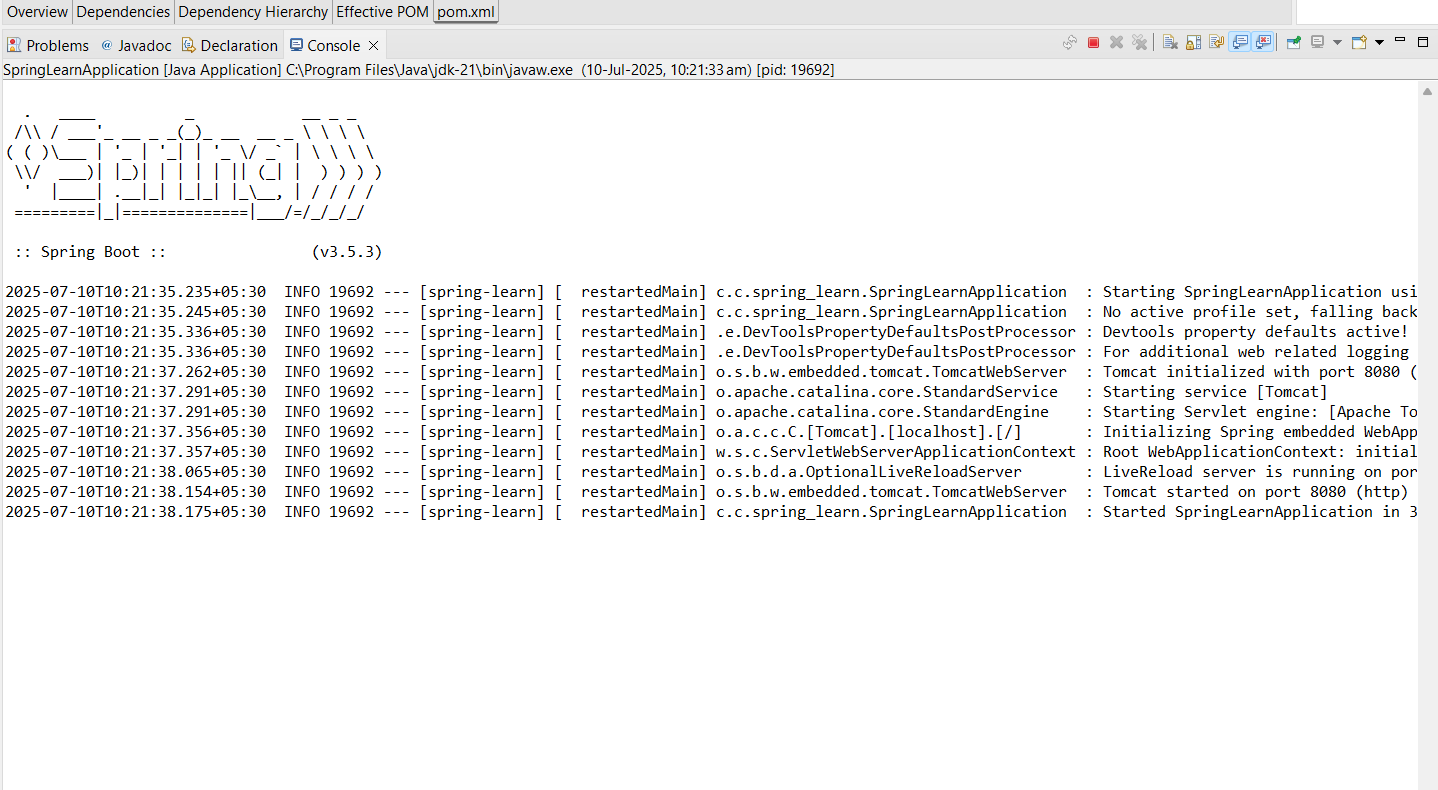 Overview Dependencies Dependency Hierarchy Effective POM pom.xml
Problems @ Javadoc Declaration Console
SpringLearnApplication [Java Application] C:\Program Files\Java\jdk-21\bin\javaw.exe (10-Jul-2025, 10:21:33 am) [pid: 19692]
  .   ____          _            __ _ _
 /\\ / ___'_ __ _ _(_)_ __  __ _ \ \ \ \
( ( )\___ | '_ | '_| | '_ \/ _` | \ \ \ \
 \\/  ___)| |_)| | | | | || (_| |  ) ) ) )
  '  |____| .__|_| |_|_| |_\__, | / / / /
 =========|_|==============|___/=/_/_/_/
 :: Spring Boot ::                (v3.5.3)
2025-07-10T10:21:35.235+05:30  INFO 19692 --- [spring-learn] [  restartedMain] c.c.spring_learn.SpringLearnApplication  : Starting SpringLearnApplication usi
2025-07-10T10:21:35.245+05:30  INFO 19692 --- [spring-learn] [  restartedMain] c.c.spring_learn.SpringLearnApplication  : No active profile set, falling back
2025-07-10T10:21:35.336+05:30  INFO 19692 --- [spring-learn] [  restartedMain] .e.DevToolsPropertyDefaultsPostProcessor : Devtools property defaults active!
2025-07-10T10:21:35.336+05:30  INFO 19692 --- [spring-learn] [  restartedMain] .e.DevToolsPropertyDefaultsPostProcessor : For additional web related logging
2025-07-10T10:21:37.262+05:30  INFO 19692 --- [spring-learn] [  restartedMain] o.s.b.w.embedded.tomcat.TomcatWebServer  : Tomcat initialized with port 8080 (
2025-07-10T10:21:37.291+05:30  INFO 19692 --- [spring-learn] [  restartedMain] o.apache.catalina.core.StandardService   : Starting service [Tomcat]
2025-07-10T10:21:37.291+05:30  INFO 19692 --- [spring-learn] [  restartedMain] o.apache.catalina.core.StandardEngine    : Starting Servlet engine: [Apache To
2025-07-10T10:21:37.356+05:30  INFO 19692 --- [spring-learn] [  restartedMain] o.a.c.c.C.[Tomcat].[localhost].[/]       : Initializing Spring embedded WebApp
2025-07-10T10:21:37.357+05:30  INFO 19692 --- [spring-learn] [  restartedMain] w.s.c.ServletWebServerApplicationContext : Root WebApplicationContext: initial
2025-07-10T10:21:38.065+05:30  INFO 19692 --- [spring-learn] [  restartedMain] o.s.b.d.a.OptionalLiveReloadServer       : LiveReload server is running on por
2025-07-10T10:21:38.154+05:30  INFO 19692 --- [spring-learn] [  restartedMain] o.s.b.w.embedded.tomcat.TomcatWebServer  : Tomcat started on port 8080 (http)
2025-07-10T10:21:38.175+05:30  INFO 19692 --- [spring-learn] [  restartedMain] c.c.spring_learn.SpringLearnApplication  : Started SpringLearnApplication in 3